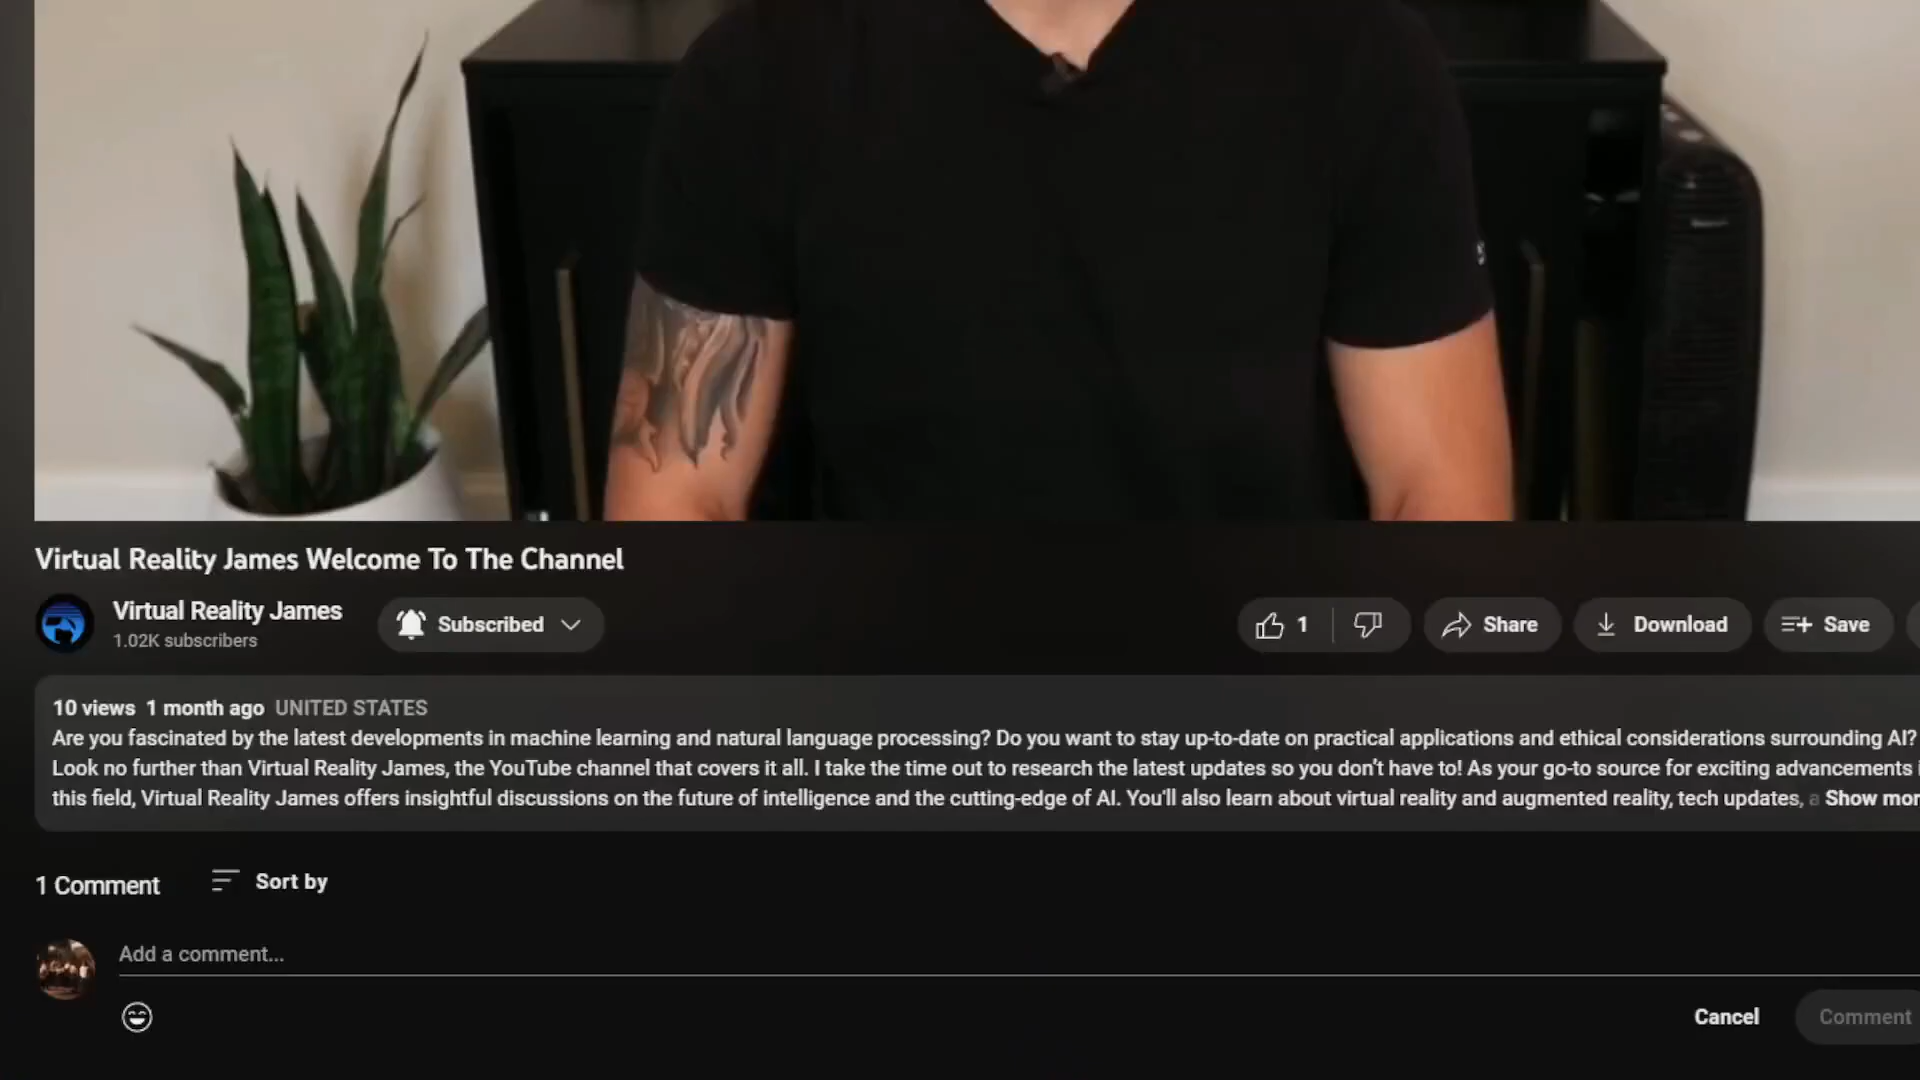 Virtual Reality James Welcome To The Channel
Virtual Reality James
1.02K subscribers
Subscribed
1
Share
Download
Save
10 views 1 month ago UNITED STATES
Are you fascinated by the latest developments in machine learning and natural language processing? Do you want to stay up-to-date on practical applications and ethical considerations surrounding AI?
Look no further than Virtual Reality James, the YouTube channel that covers it all. I take the time out to research the latest updates so you don't have to! As your go-to source for exciting advancements
this field, Virtual Reality James offers insightful discussions on the future of intelligence and the cutting-edge of AI. You'll also learn about virtual reality and augmented reality, tech updates, a Show mor
1 Comment
Sort by
Add a comment...
Cancel
Comment